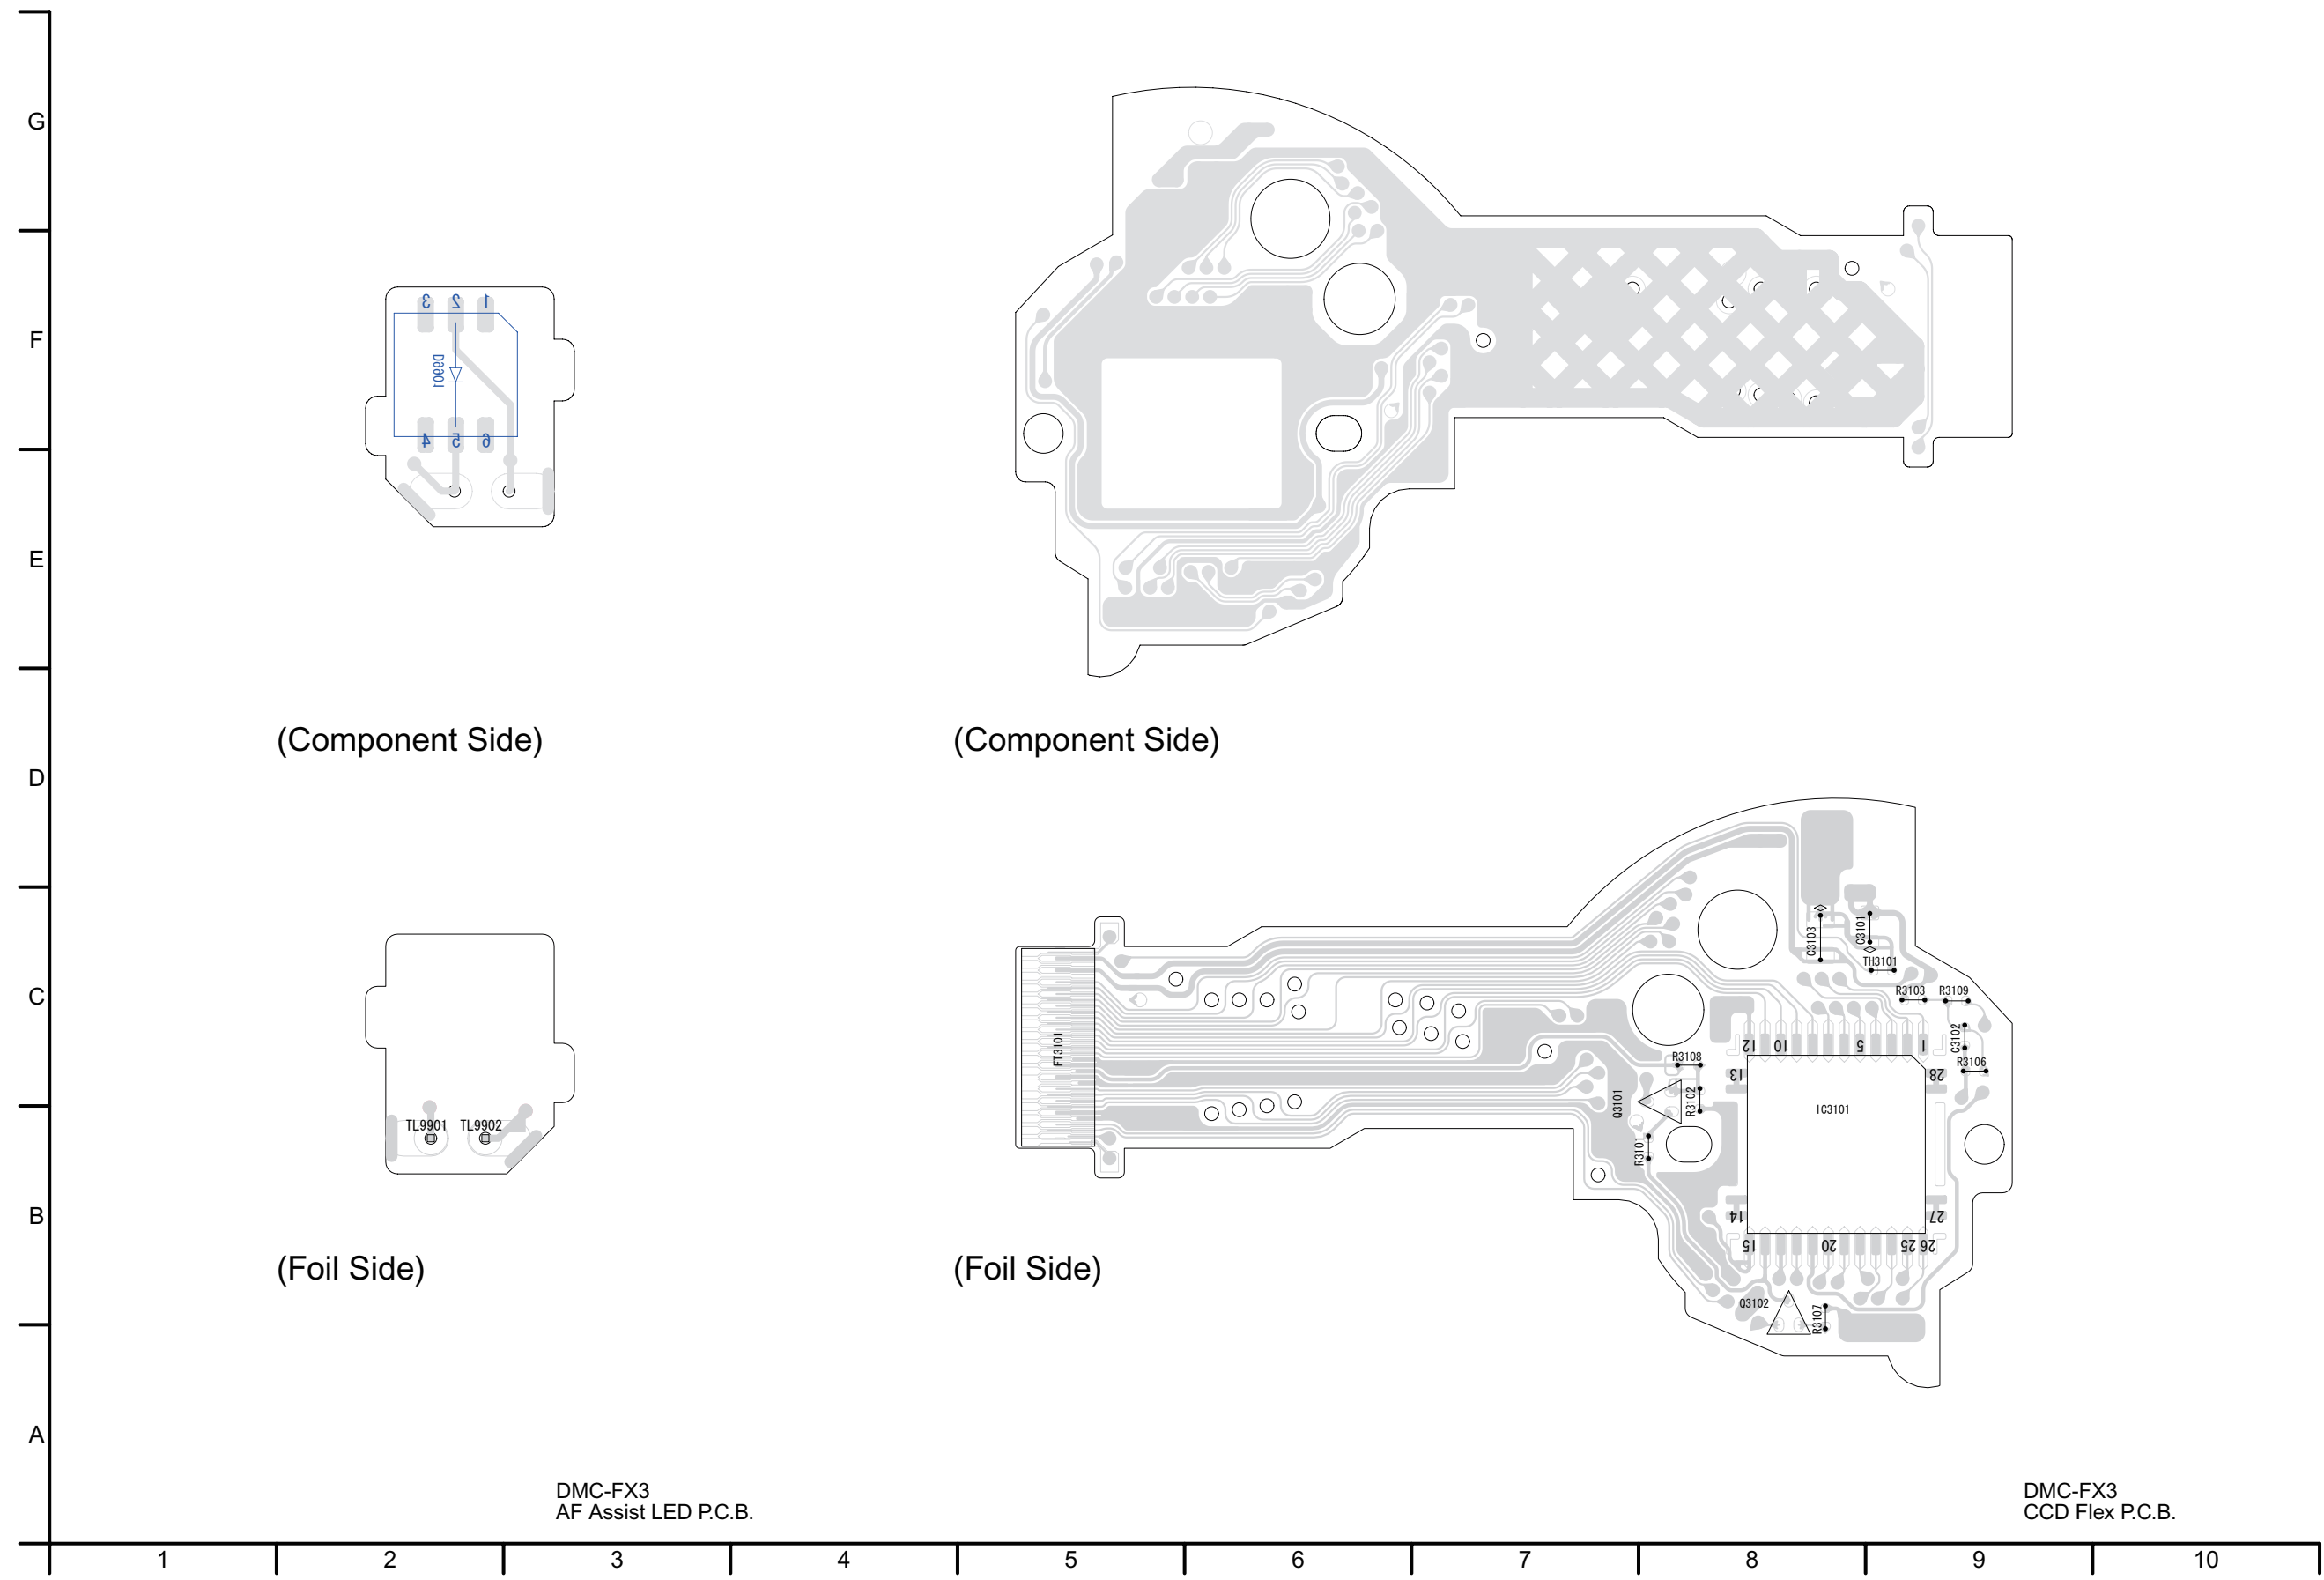 G
F
3 2 1
D9901
4 5 6
E
(Component Side) (Component Side)
D
C3103
C3101
TH3101
C
R3103 R3109
C3102
FT3101
12 10 5 1
R3108
R3106
13 28
Q3101
R3102
IC3101
TL9901 TL9902
R3101
B
14 27
15 20 25 26
(Foil Side) (Foil Side)
Q3102
R3107
A
DMC-FX3
AF Assist LED P.C.B.
DMC-FX3
CCD Flex P.C.B.
1 2 3 4 5 6 7 8 9 10